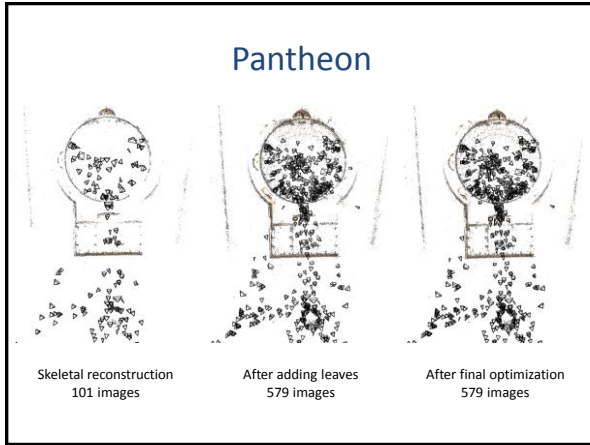 Pantheon
Skeletal reconstruction
101 images
After adding leaves
579 images
After final optimization
579 images